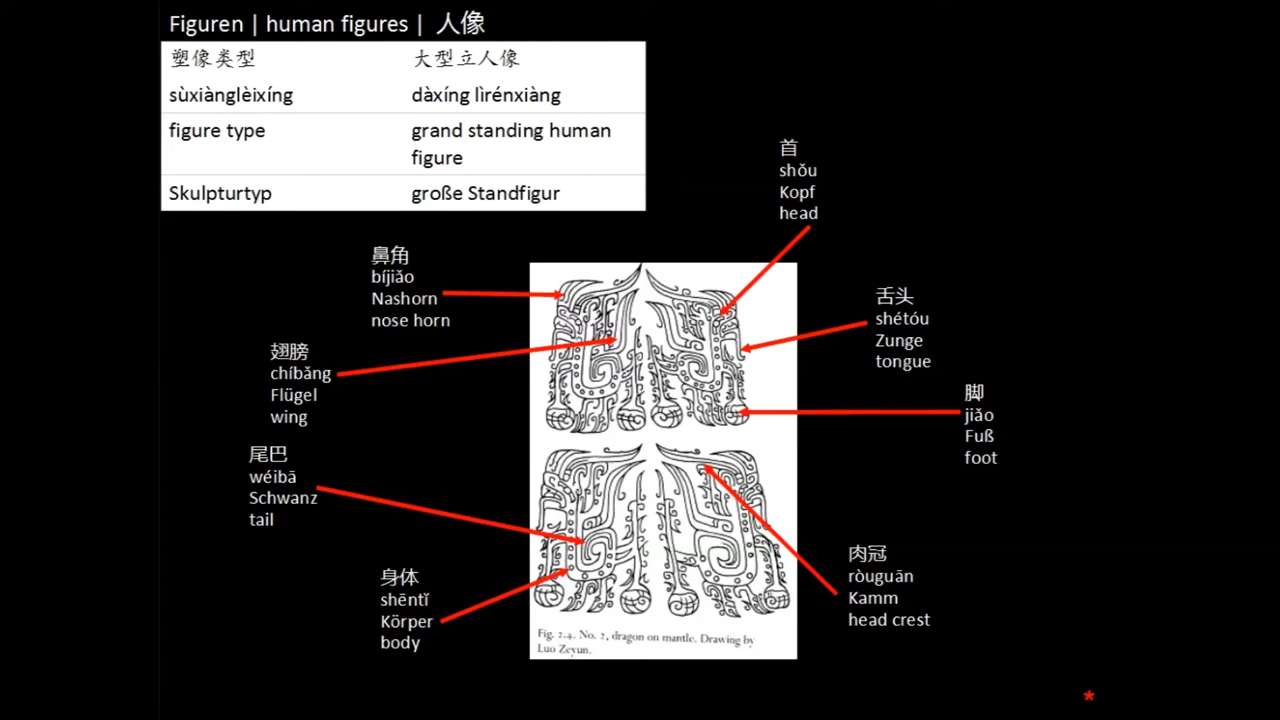 Figuren | human figures | 人像
塑像类型 大型立人像
sùxiànglèixíng dàxíng lìrénxiàng
figure type grand standing human
figure
Skulpturtyp große Standfigur
首
shǒu
Kopf
head
鼻角
bíjiǎo
Nashorn
nose horn
舌头
shétóu
Zunge
tongue
翅膀
chíbǎng
Flügel
wing
脚
jiǎo
Fuß
foot
尾巴
wéibā
Schwanz
tail
肉冠
ròuguān
Kamm
head crest
身体
shēntǐ
Körper
body
Fig. 2.4. No. 2, dragon on mantle. Drawing by
Luo Zeyun.
*